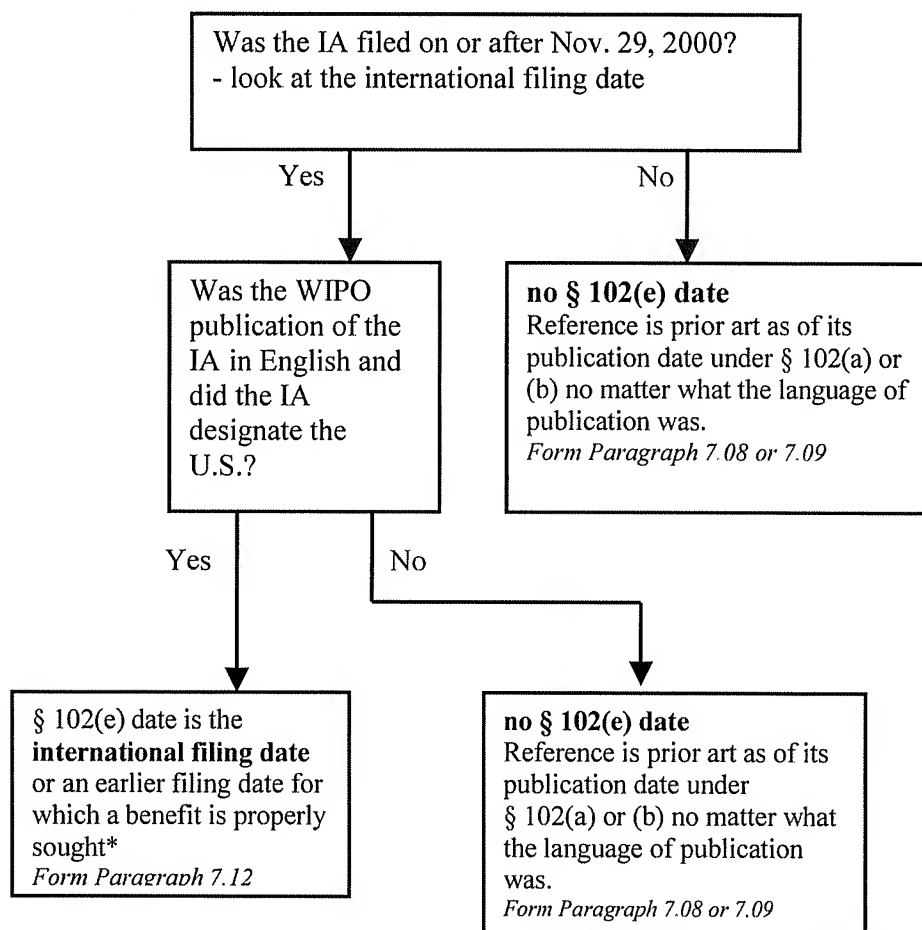 Was the IA filed on or after Nov. 29, 2000?
- look at the international filing date
Yes
No
Was the WIPO
publication of the
IA in English and
did the IA
designate the
U.S.?
no § 102(e) date
Reference is prior art as of its
publication date under § 102(a) or
(b) no matter what the language of
publication was.
Form Paragraph 7.08 or 7.09
Yes
No
§ 102(e) date is the
international filing date
or an earlier filing date for
which a benefit is properly
sought*
Form Paragraph 7.12
no § 102(e) date
Reference is prior art as of its
publication date under
§ 102(a) or (b) no matter what
the language of publication
was.
Form Paragraph 7.08 or 7.09